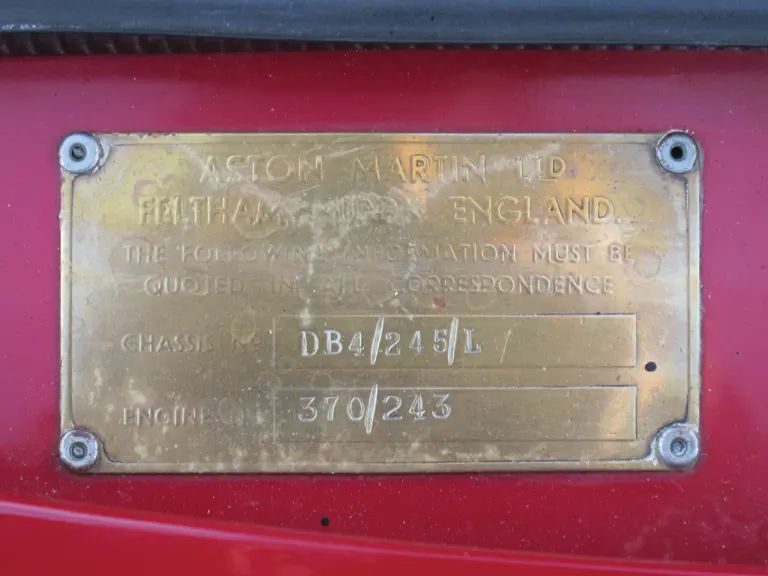 ASTON MARTIN LTD.
FELTHAM, MIDDX. ENGLAND.
THE FOLLOWING INFORMATION MUST BE
QUOTED IN ALL CORRESPONDENCE
CHASSIS No DB4/245/L
ENGINE 370/243